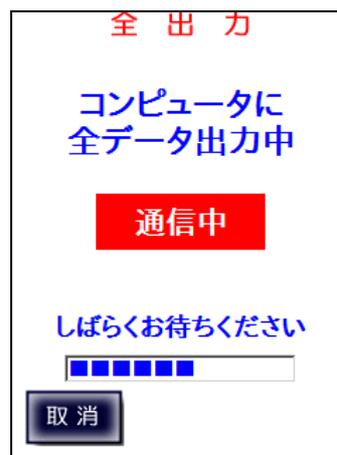 全 出 力
コンピュータに
全データ出力中
通信中
しばらくお待ちください
取 消